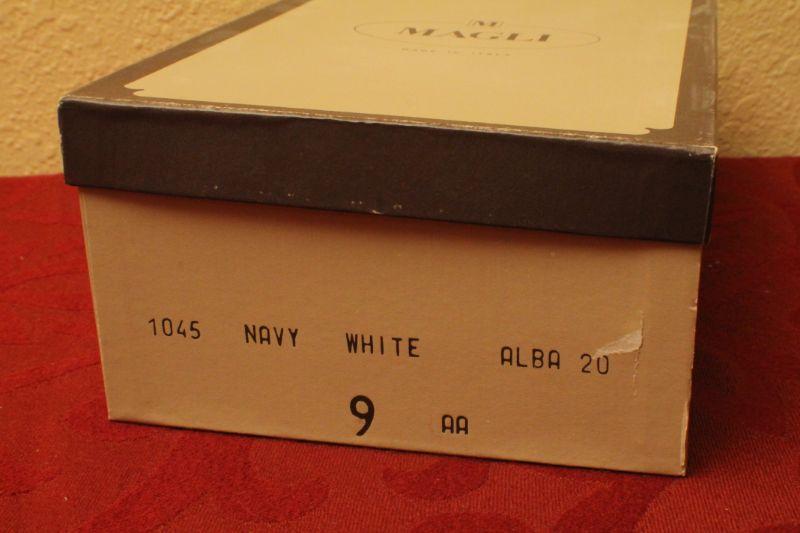 M
MAGLI
MADE IN ITALY
1045 NAVY WHITE ALBA 20
9 AA